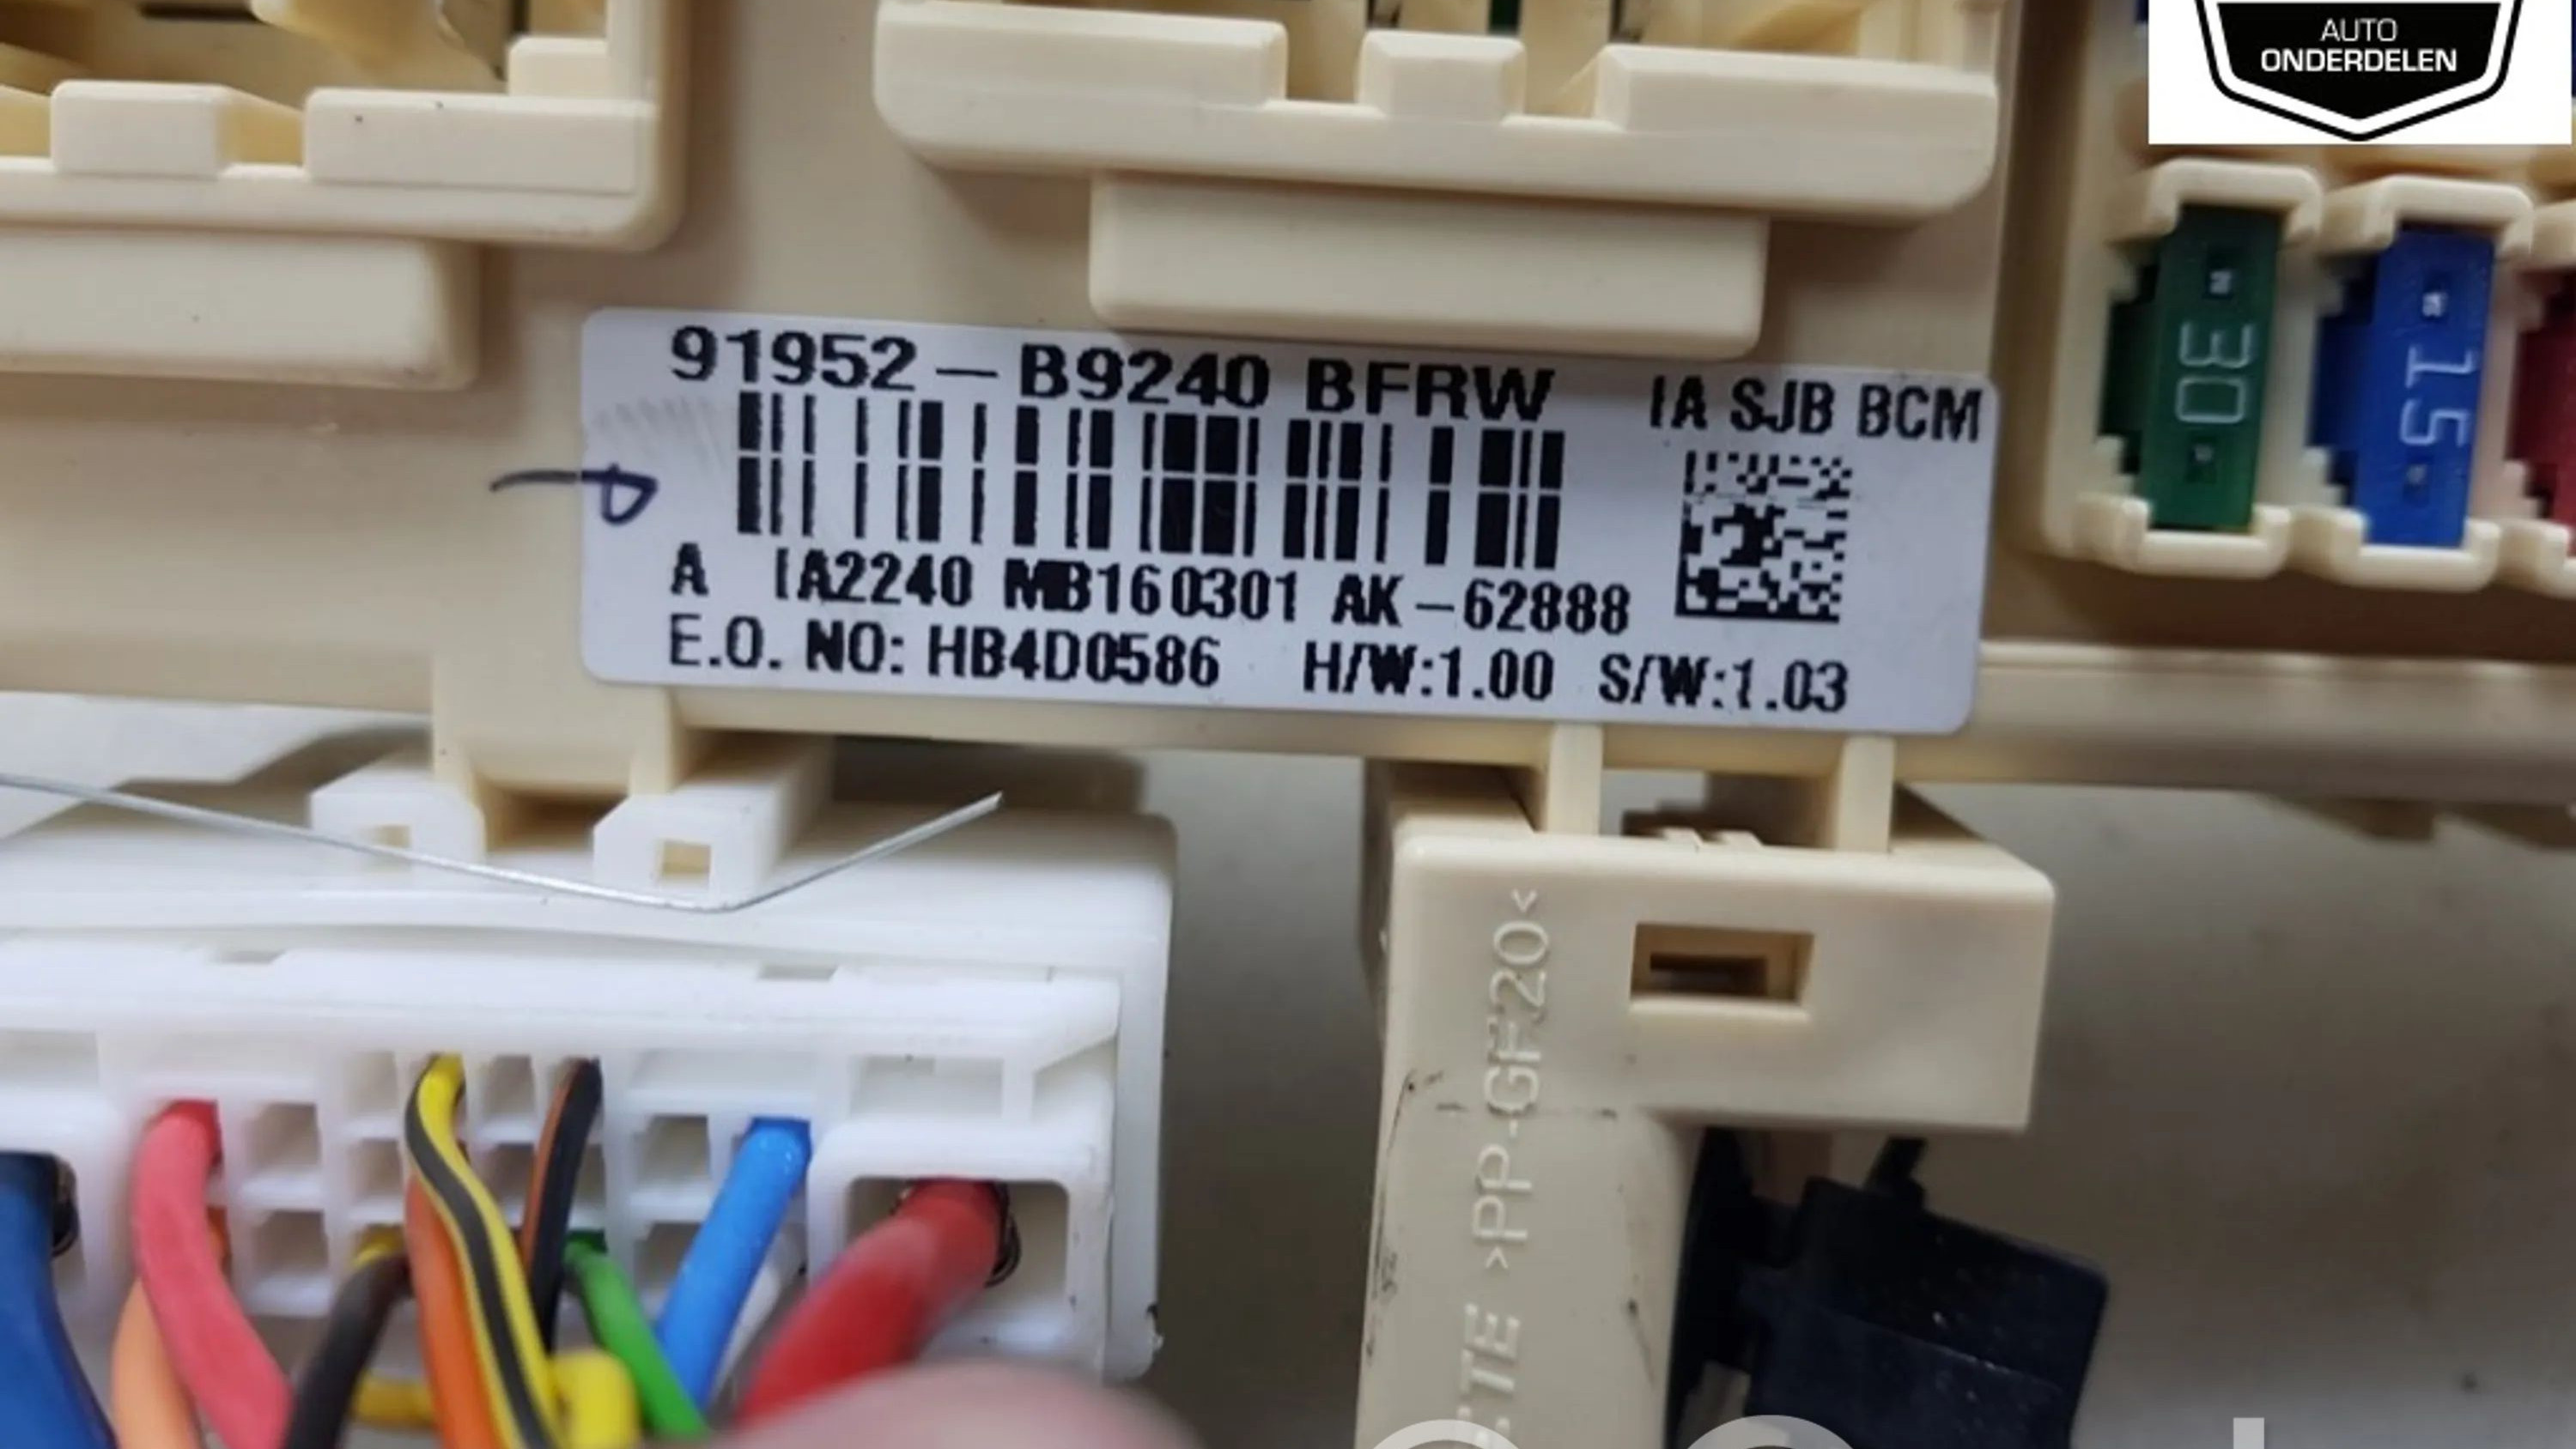 AUTO
ONDERDELEN
91952-B9240 BFRW IA SJB BCM
A IA2240 MB160301 AK-62888
E.O. NO: HB4D0586 H/W:1.00 S/W:1.03
30
15
>PP-GF20<